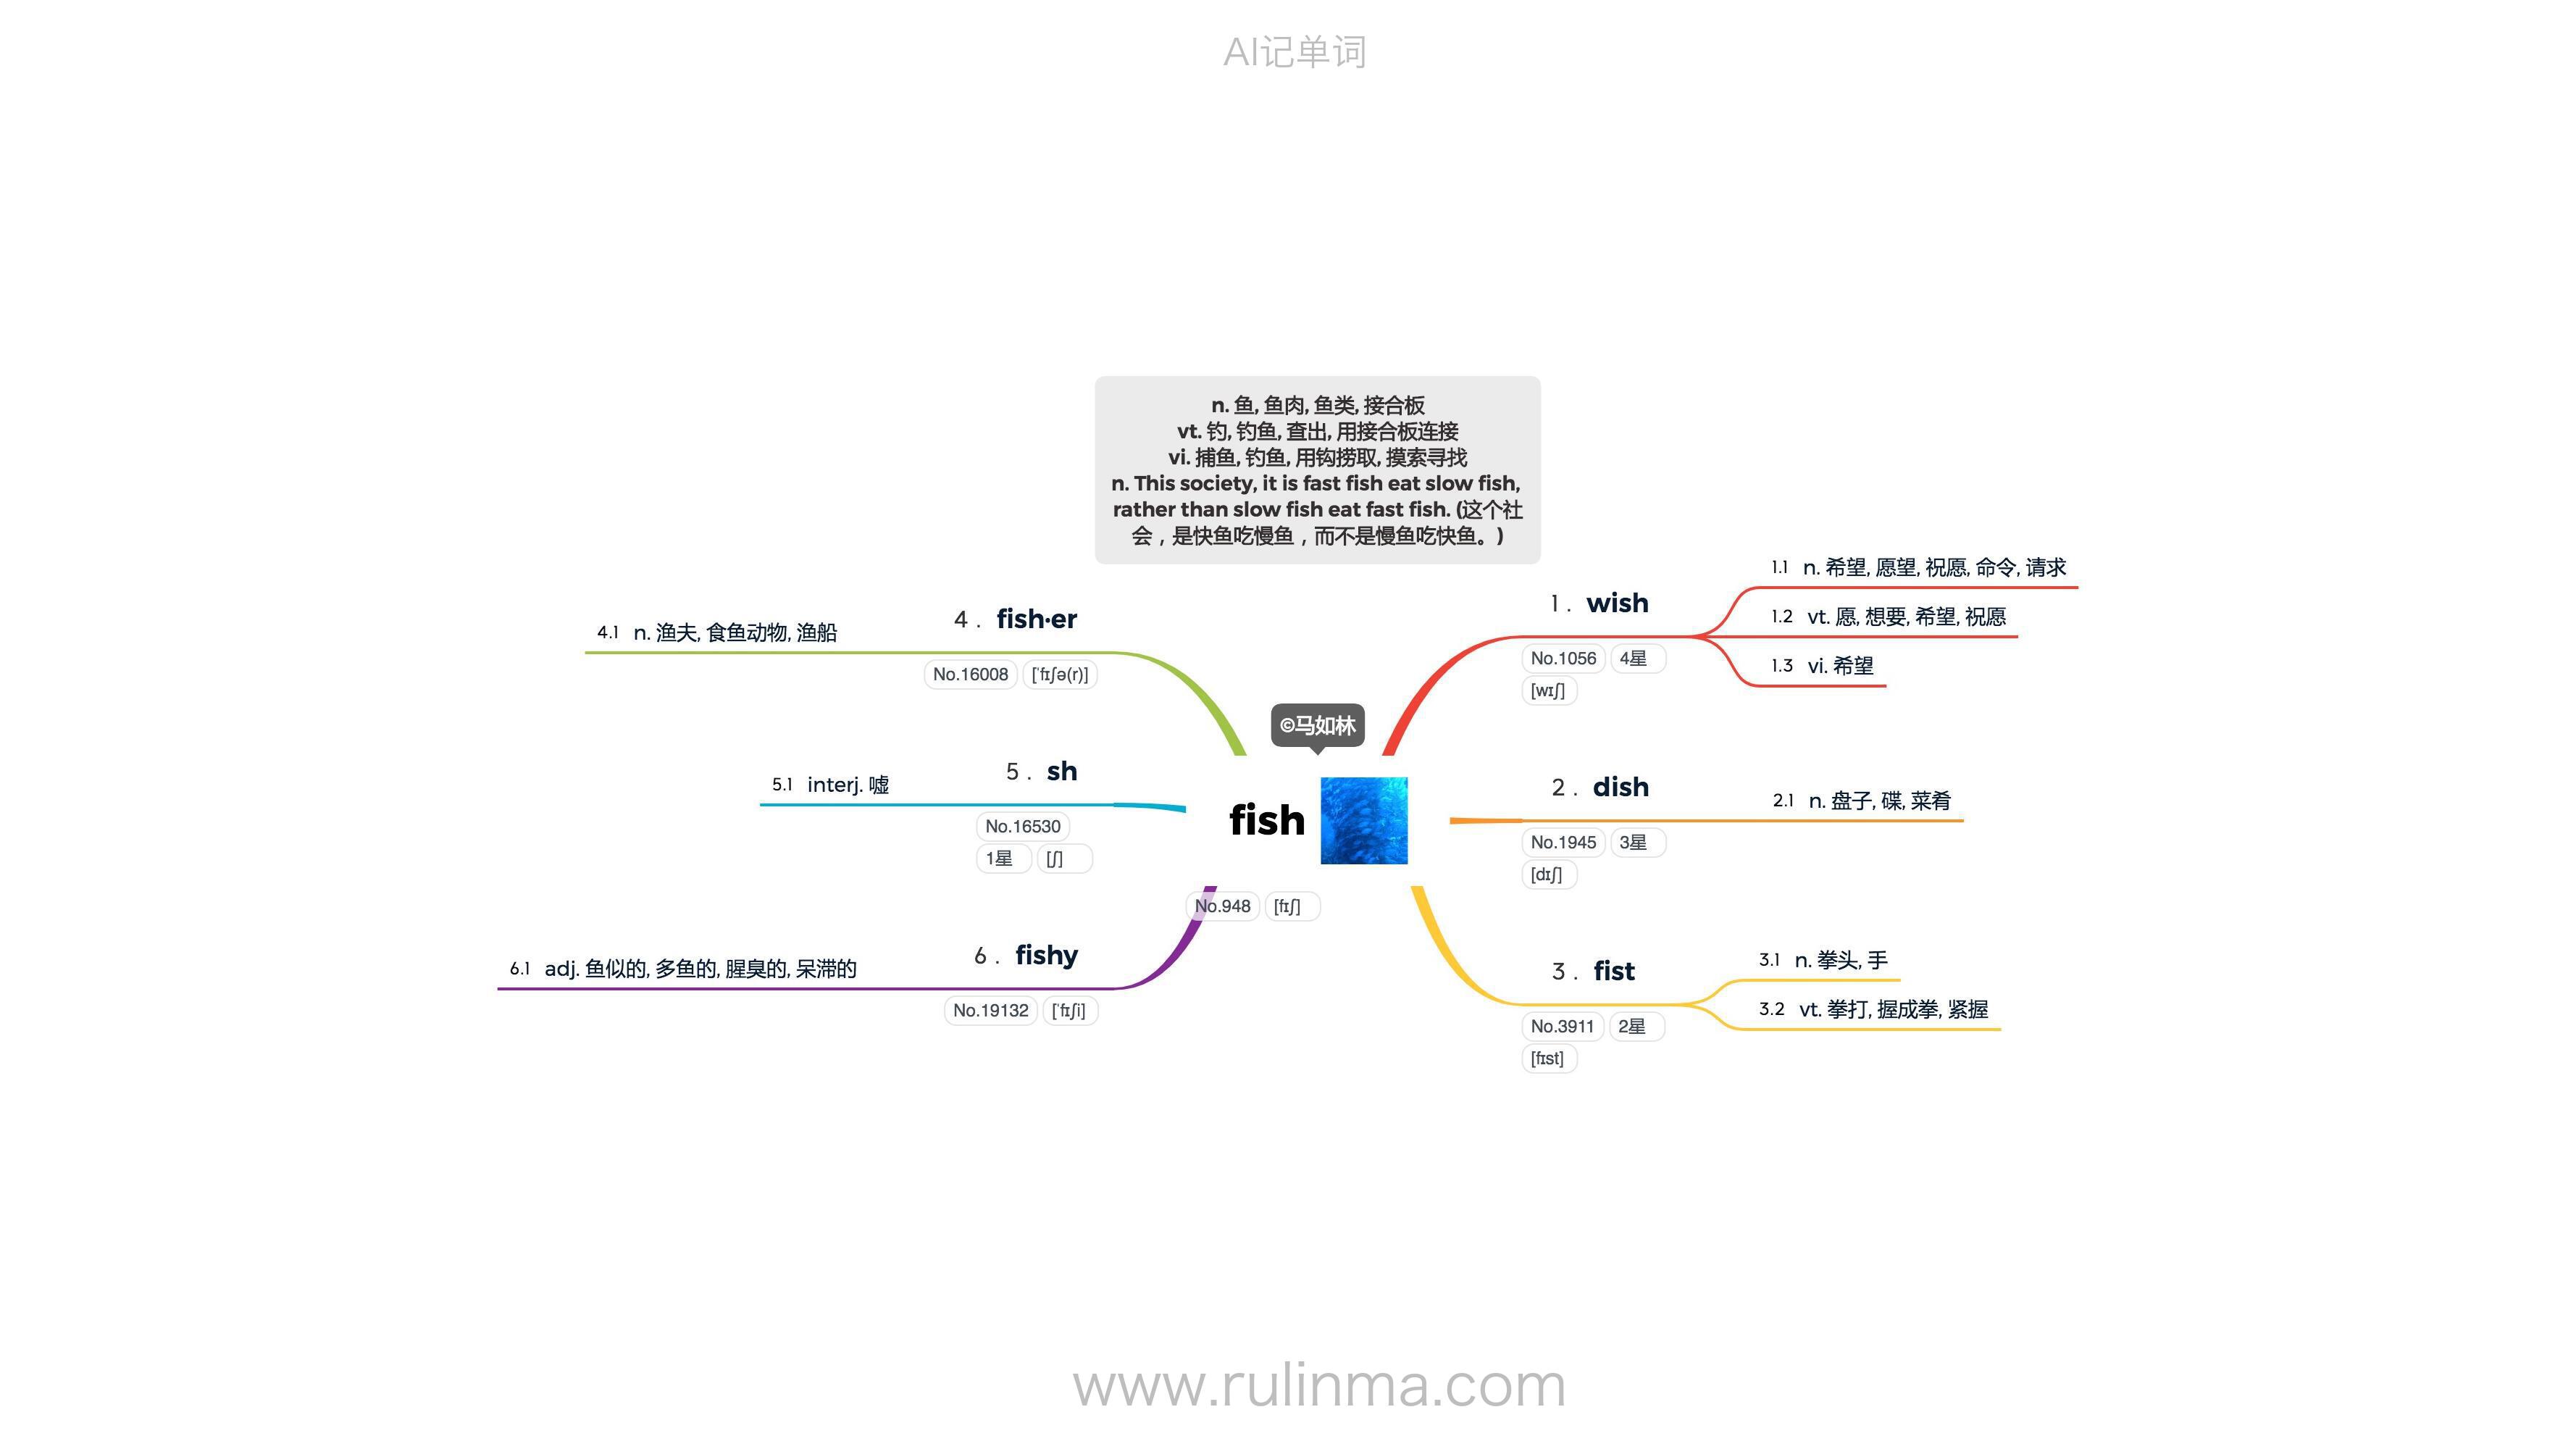 AI记单词
n. 鱼, 鱼肉, 鱼类, 接合板
vt. 钓, 钓鱼, 查出, 用接合板连接
vi. 捕鱼, 钓鱼, 用钩捞取, 摸索寻找
n. This society, it is fast fish eat slow fish,
rather than slow fish eat fast fish. (这个社
会，是快鱼吃慢鱼，而不是慢鱼吃快鱼。)
©马如林
fish
No.948 [fɪʃ]
1 . wish
No.1056 4星
[wɪʃ]
1.1 n. 希望, 愿望, 祝愿, 命令, 请求
1.2 vt. 愿, 想要, 希望, 祝愿
1.3 vi. 希望
2 . dish
No.1945 3星
[dɪʃ]
2.1 n. 盘子, 碟, 菜肴
3 . fist
No.3911 2星
[fɪst]
3.1 n. 拳头, 手
3.2 vt. 拳打, 握成拳, 紧握
4 . fish·er
No.16008 [ˈfɪʃə(r)]
4.1 n. 渔夫, 食鱼动物, 渔船
5 . sh
No.16530
1星 [ʃ]
5.1 interj. 嘘
6 . fishy
No.19132 [ˈfɪʃi]
6.1 adj. 鱼似的, 多鱼的, 腥臭的, 呆滞的
www.rulinma.com